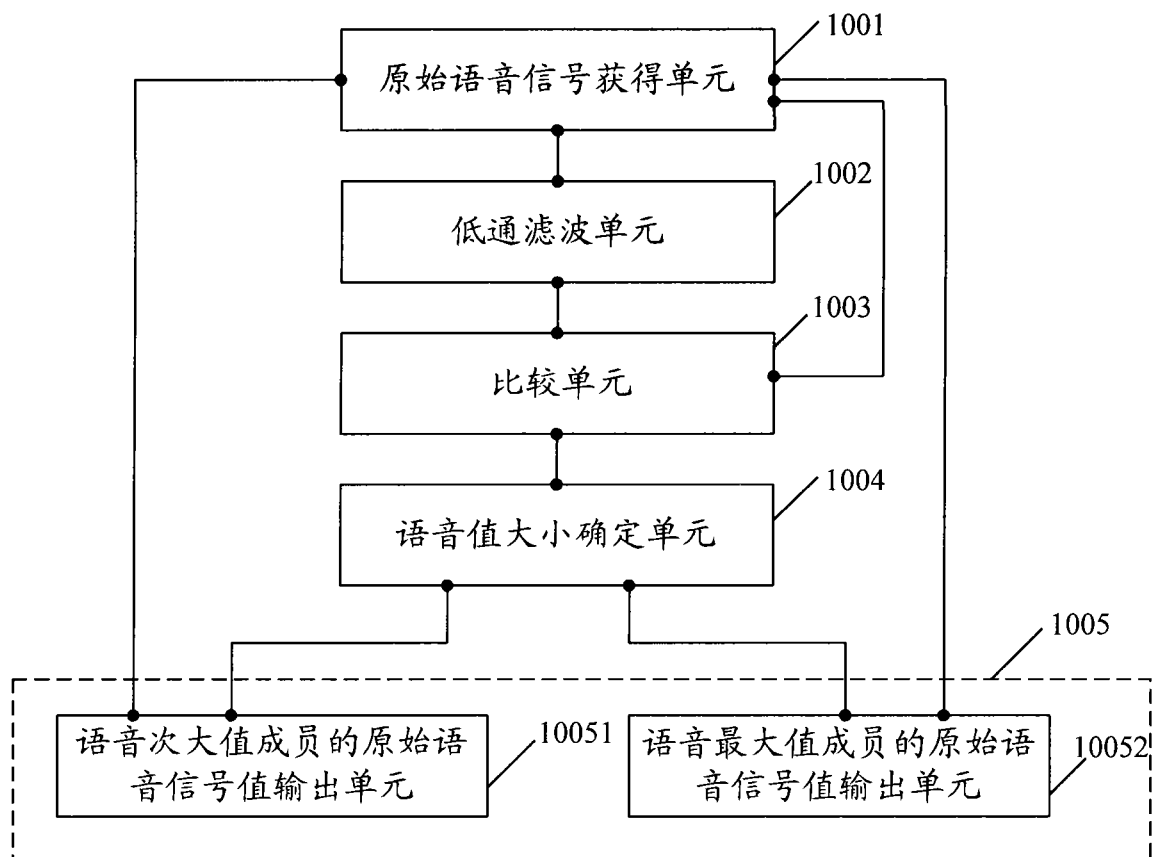 1001
原始语音信号获得单元
1002
低通滤波单元
1003
比较单元
1004
语音值大小确定单元
1005
语音次大值成员的原始语
音信号值输出单元
10051
语音最大值成员的原始语
音信号值输出单元
10052